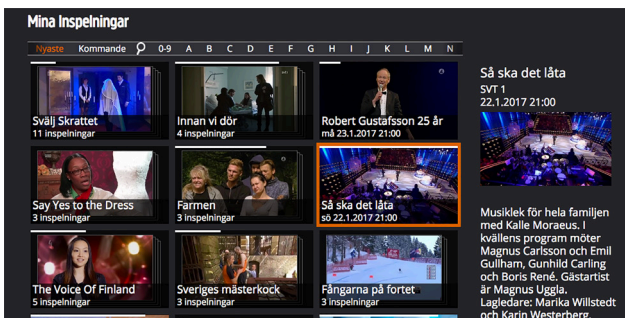 Mina Inspelningar
Nyaste Kommande 0-9 A B C D E F G H I J K L M N
Svälj Skrattet
11 inspelningar
Innan vi dör
4 inspelningar
Robert Gustafsson 25 år
må 23.1.2017 21:00
Say Yes to the Dress
3 inspelningar
Farmen
3 inspelningar
Så ska det låta
sö 22.1.2017 21:00
The Voice Of Finland
5 inspelningar
Sveriges mästerkock
3 inspelningar
Fångarna på fortet
3 inspelningar
Så ska det låta
SVT 1
22.1.2017 21:00
Musiklek för hela familjen
med Kalle Moraeus. I
kvällens program möter
Magnus Carlsson och Emil
Gullham, Gunhild Carling
och Boris René. Gästartist
är Magnus Uggla.
Lagledare: Marika Willstedt
och Karin Westerberg.